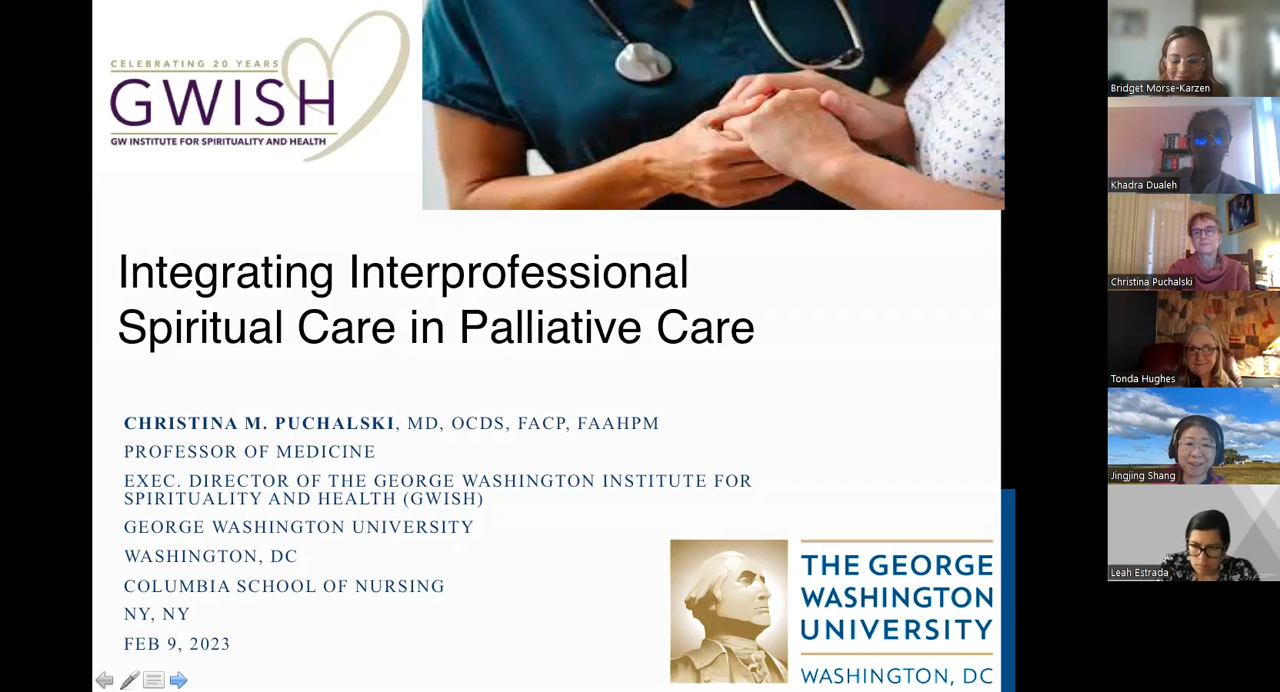 CELEBRATING 20 YEARS
GWISH
GW INSTITUTE FOR SPIRITUALITY AND HEALTH
Integrating Interprofessional
Spiritual Care in Palliative Care
CHRISTINA M. PUCHALSKI, MD, OCDS, FACP, FAAHPM
PROFESSOR OF MEDICINE
EXEC. DIRECTOR OF THE GEORGE WASHINGTON INSTITUTE FOR
SPIRITUALITY AND HEALTH (GWISH)
GEORGE WASHINGTON UNIVERSITY
WASHINGTON, DC
COLUMBIA SCHOOL OF NURSING
NY, NY
FEB 9, 2023
THE GEORGE
WASHINGTON
UNIVERSITY
WASHINGTON, DC
Bridget Morse-Karzen
Khadra Dualeh
Christina Puchalski
Tonda Hughes
Jingjing Shang
Leah Estrada